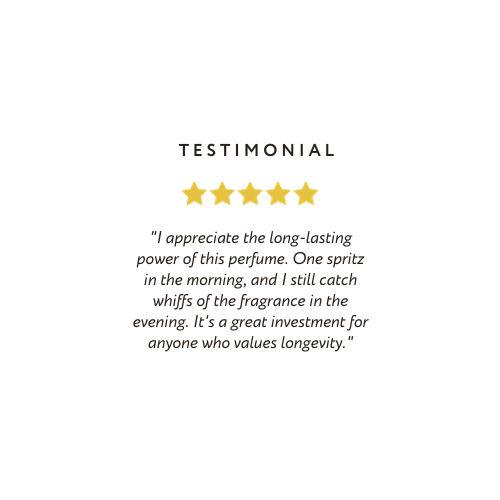 TESTIMONIAL
"I appreciate the long-lasting
power of this perfume. One spritz
in the morning, and I still catch
whiffs of the fragrance in the
evening. It's a great investment for
anyone who values longevity."